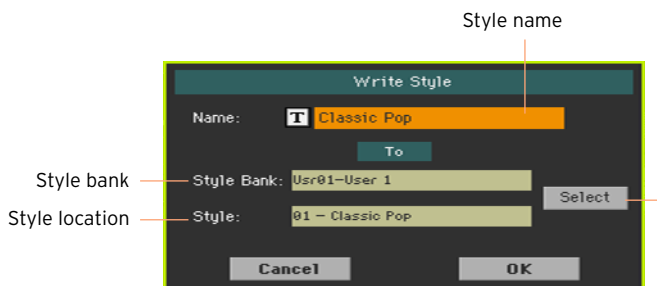 Style name
Write Style
Name: T Classic Pop
To
Style bank
Style Bank: Usr01-User 1
Select
Style location
Style: 01 - Classic Pop
Cancel OK